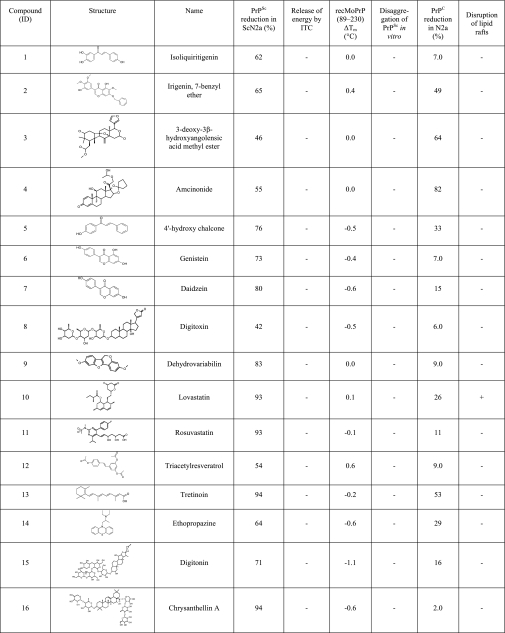 Compound (ID) Structure Name PrP^Sc reduction in ScN2a (%) Release of energy by ITC recMoPrP (89–230) ΔTm (°C) Disaggregation of PrP^Sc in vitro PrP^C reduction in N2a (%) Disruption of lipid rafts
1 Isoliquiritigenin 62 - 0.0 - 7.0 -
2 Irigenin, 7-benzyl ether 65 - 0.4 - 49 -
3 3-deoxy-3β-hydroxyangolensic acid methyl ester 46 - 0.0 - 64 -
4 Amcinonide 55 - 0.0 - 82 -
5 4'-hydroxy chalcone 76 - -0.5 - 33 -
6 Genistein 73 - -0.4 - 7.0 -
7 Daidzein 80 - -0.6 - 15 -
8 Digitoxin 42 - -0.5 - 6.0 -
9 Dehydrovariabilin 83 - 0.0 - 9.0 -
10 Lovastatin 93 - 0.1 - 26 +
11 Rosuvastatin 93 - -0.1 - 11 -
12 Triacetylresveratrol 54 - 0.6 - 9.0 -
13 Tretinoin 94 - -0.2 - 53 -
14 Ethopropazine 64 - -0.6 - 29 -
15 Digitonin 71 - -1.1 - 16 -
16 Chrysanthellin A 94 - -0.6 - 2.0 -